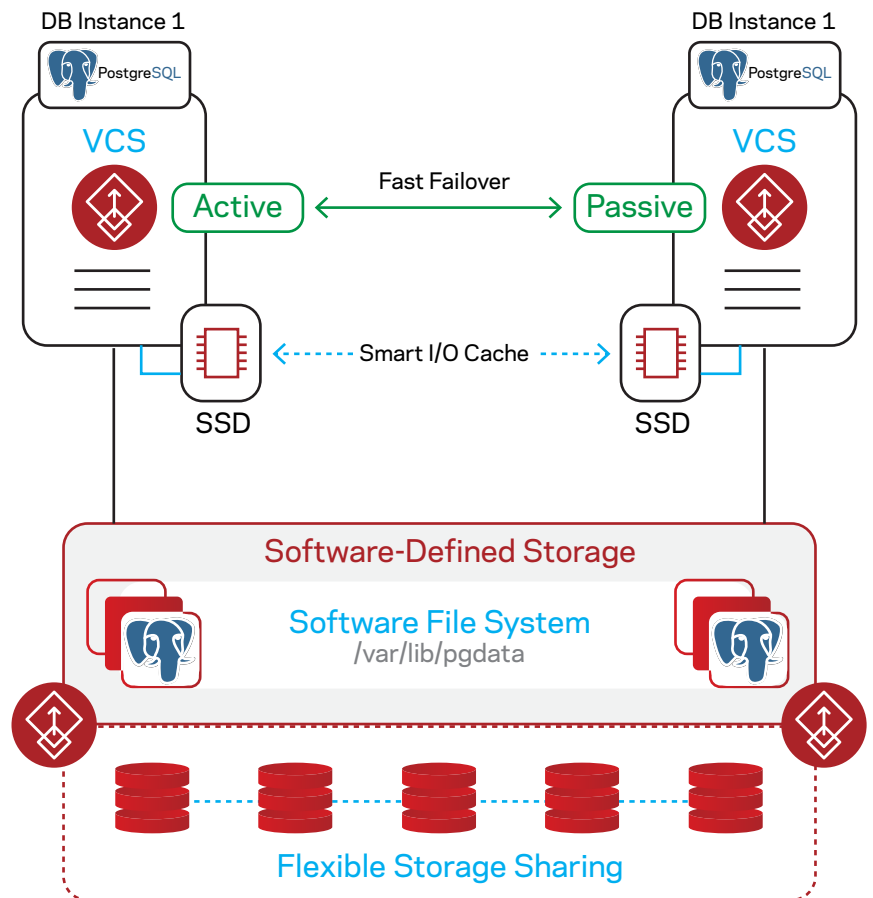 DB Instance 1
DB Instance 1
PostgreSQL
PostgreSQL
VCS
VCS
Fast Failover
Active
Passive
Smart I/O Cache
SSD
SSD
Software-Defined Storage
Software File System
/var/lib/pgdata
Flexible Storage Sharing